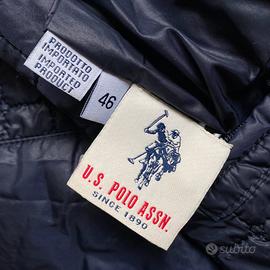 PRODOTTO
IMPORTATO
IMPORTED
PRODUCT
46
U.S. POLO ASSN.
SINCE 1890
subito